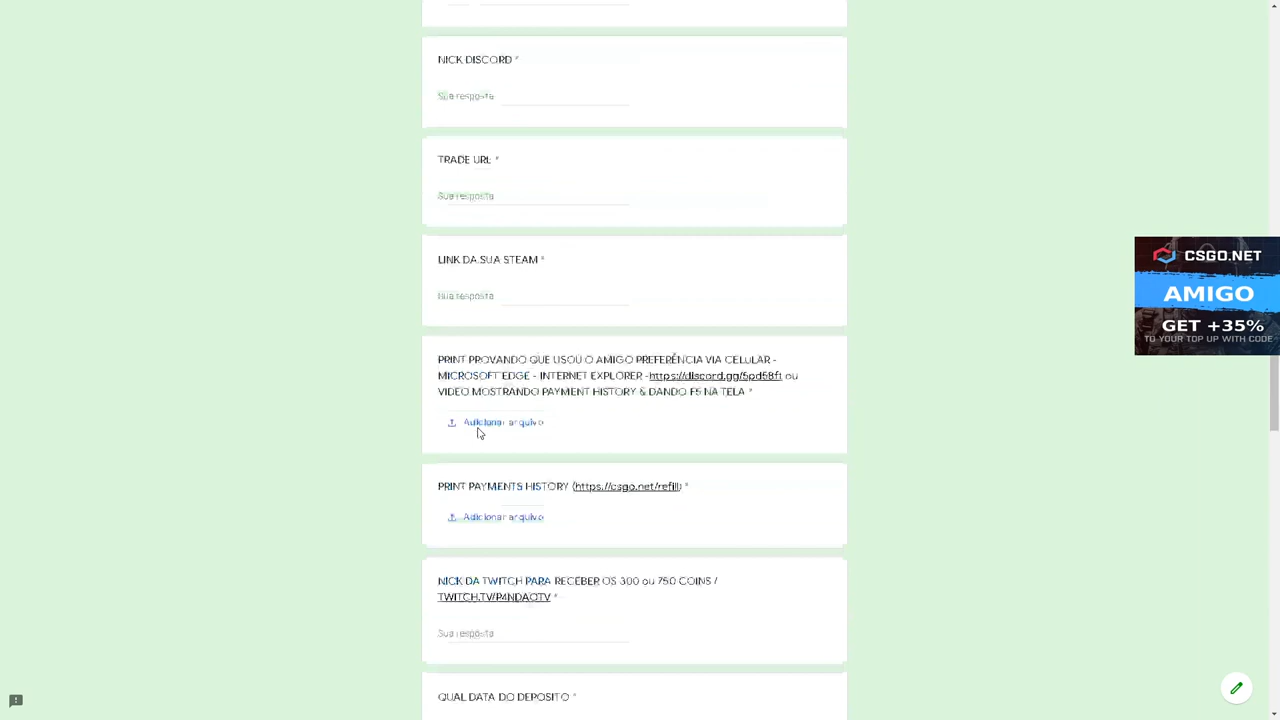 NICK DISCORD *
Sua resposta
TRADE URL *
Sua resposta
LINK DA SUA STEAM *
Sua resposta
PRINT PROVANDO QUE USOU O AMIGO PREFERÊNCIA VIA CELULAR -
MICROSOFT EDGE - INTERNET EXPLORER -https://discord.gg/ ou
VIDEO MOSTRANDO PAYMENT HISTORY & DANDO F5 NA TELA *
Adicionar arquivo
PRINT PAYMENTS HISTORY (https://csgo.net/refill) *
Adicionar arquivo
NICK DA TWITCH PARA RECEBER OS 300 ou 750 COINS /
TWITCH.TV/P4NDAOTV *
Sua resposta
QUAL DATA DO DEPOSITO *
CSGO.NET
AMIGO
GET +35%
TO YOUR TOP UP WITH CODE